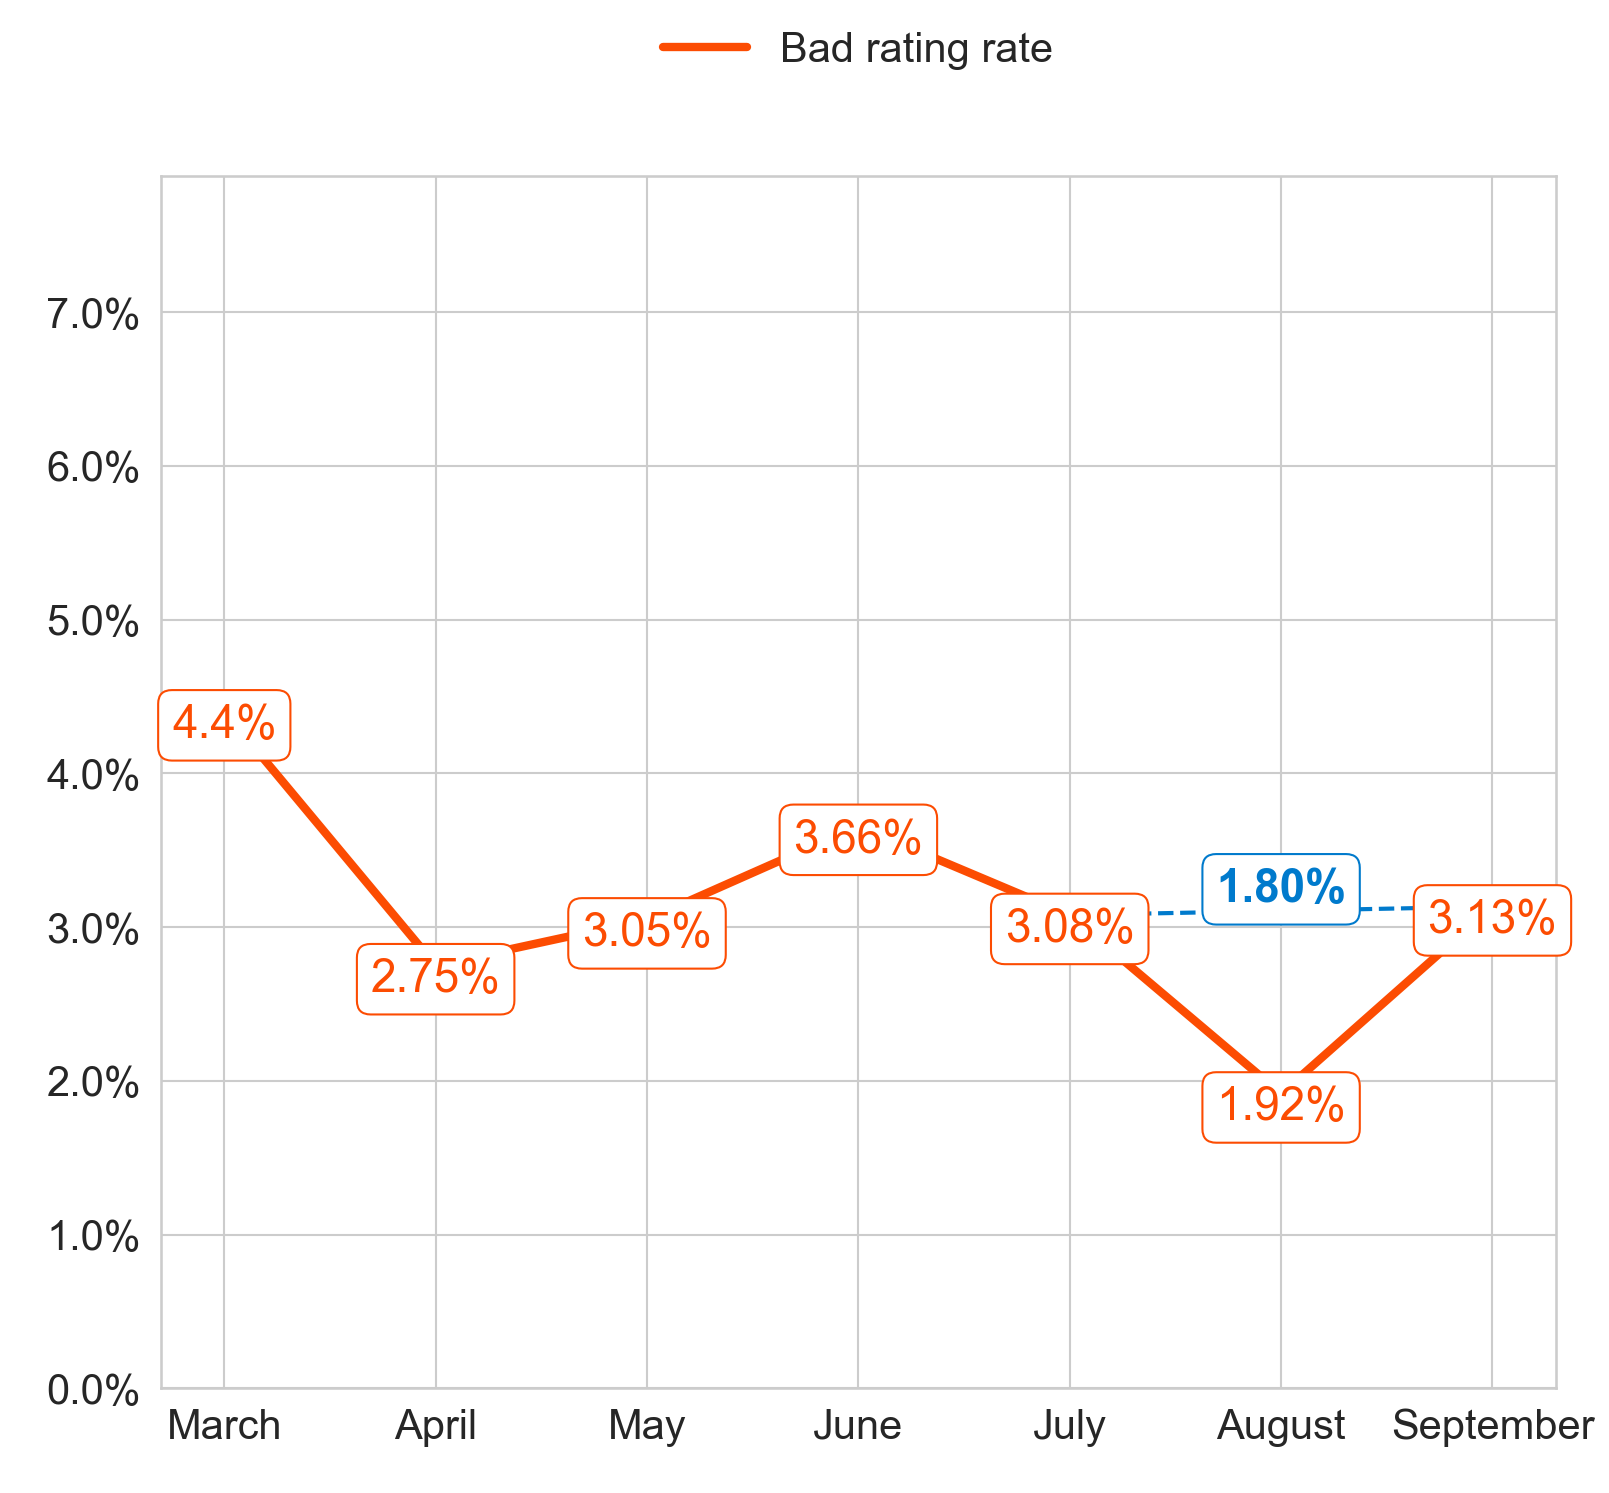 Bad rating rate
7.0%
6.0%
5.0%
4.0%
3.0%
2.0%
1.0%
0.0%
4.4%
2.75%
3.05%
3.66%
3.08%
1.80%
1.92%
3.13%
March
April
May
June
July
August
September